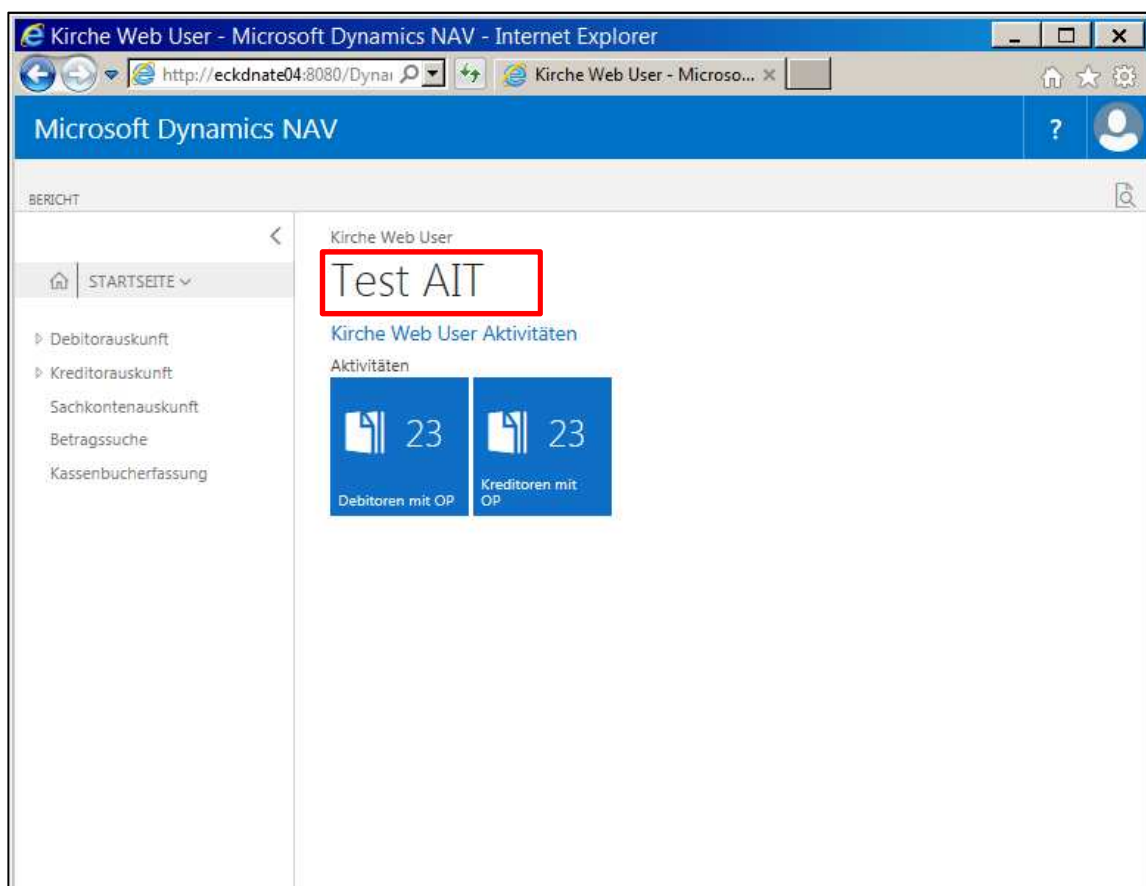 Kirche Web User - Microsoft Dynamics NAV - Internet Explorer
http://eckdnate04:8080/Dynai
Kirche Web User - Microso...
Microsoft Dynamics NAV
?
BERICHT
Kirche Web User
STARTSEITE
Test AIT
Debitorauskunft
Kirche Web User Aktivitäten
Kreditorauskunft
Aktivitäten
Sachkontenauskunft
Betragssuche
Kassenbucherfassung
23
23
Debitoren mit OP
Kreditoren mit
OP